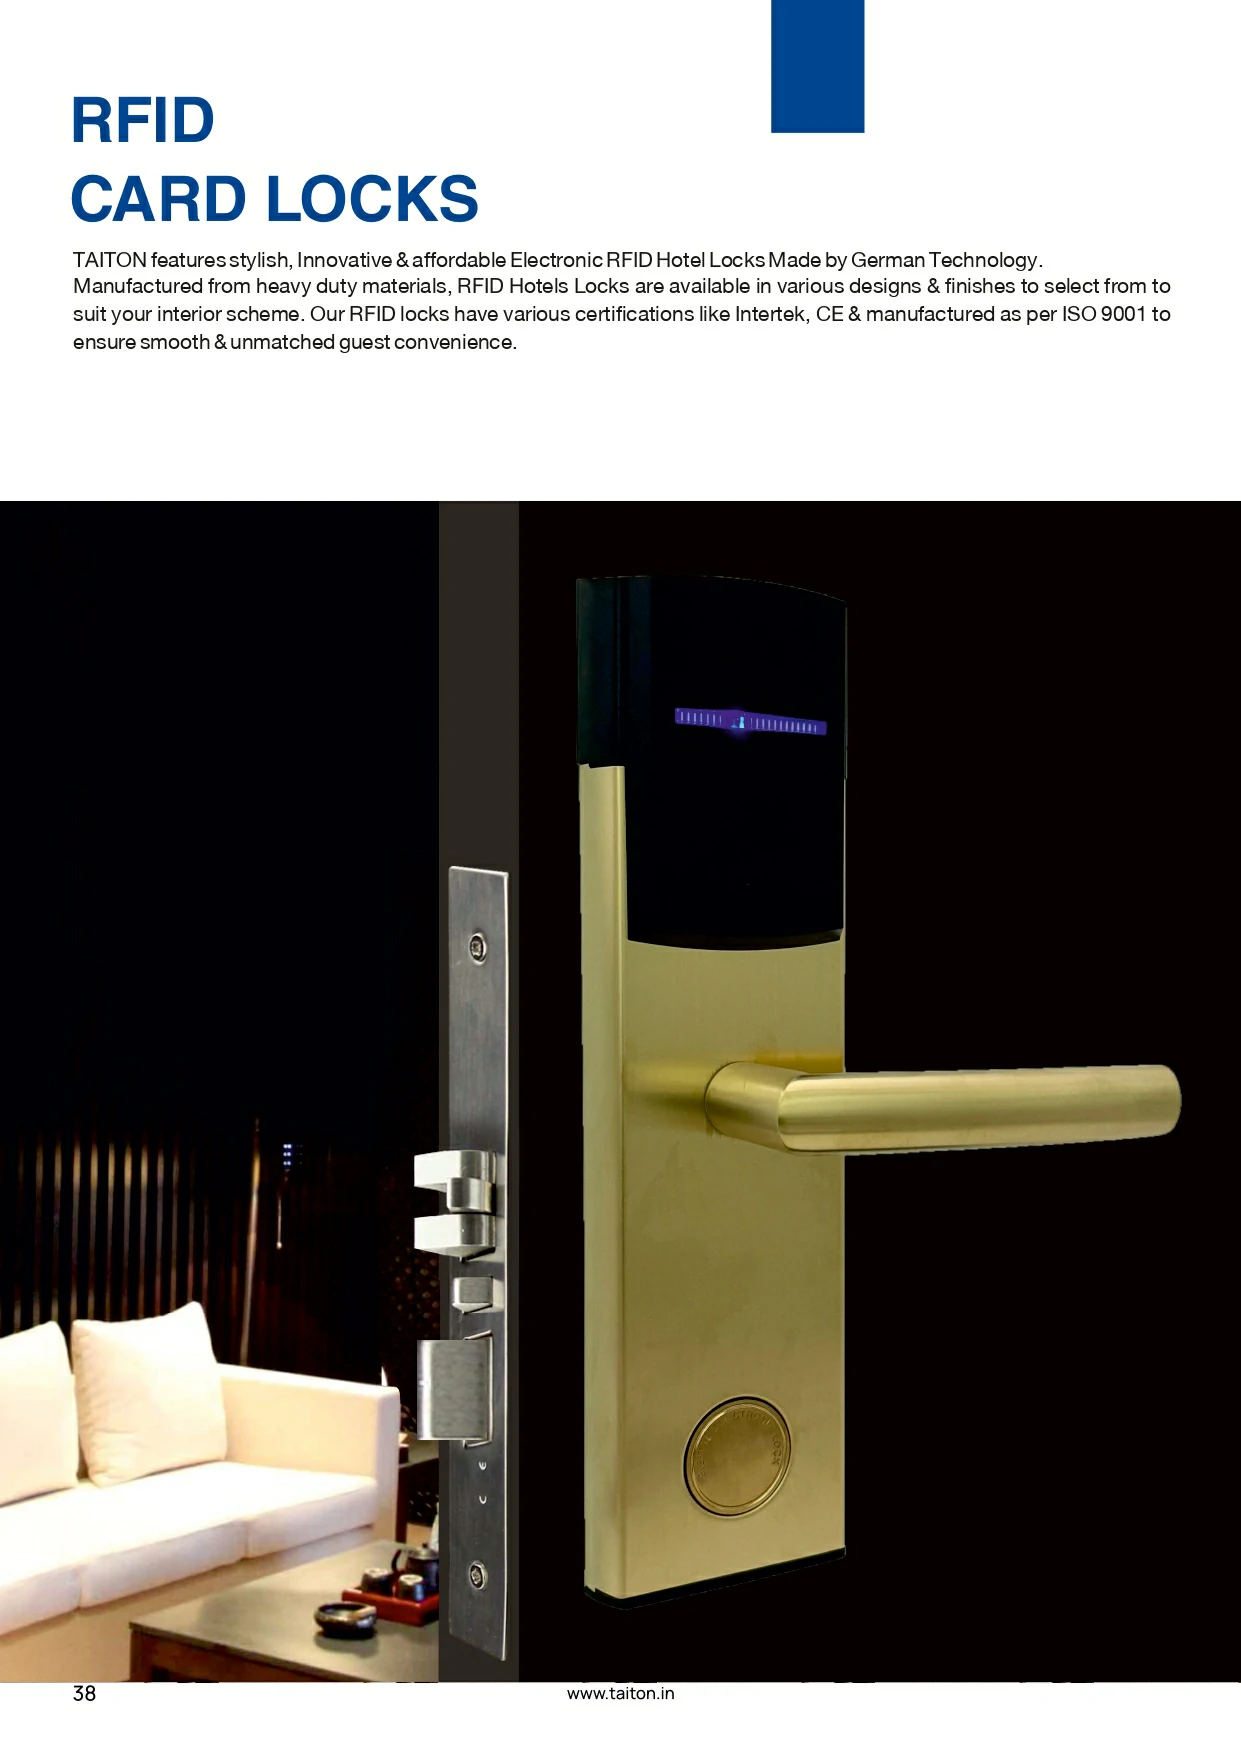 RFID
CARD LOCKS
TAITON features stylish, Innovative & affordable Electronic RFID Hotel Locks Made by German Technology.
Manufactured from heavy duty materials, RFID Hotels Locks are available in various designs & finishes to select from to
suit your interior scheme. Our RFID locks have various certifications like Intertek, CE & manufactured as per ISO 9001 to
ensure smooth & unmatched guest convenience.
LOCK
38
www.taiton.in